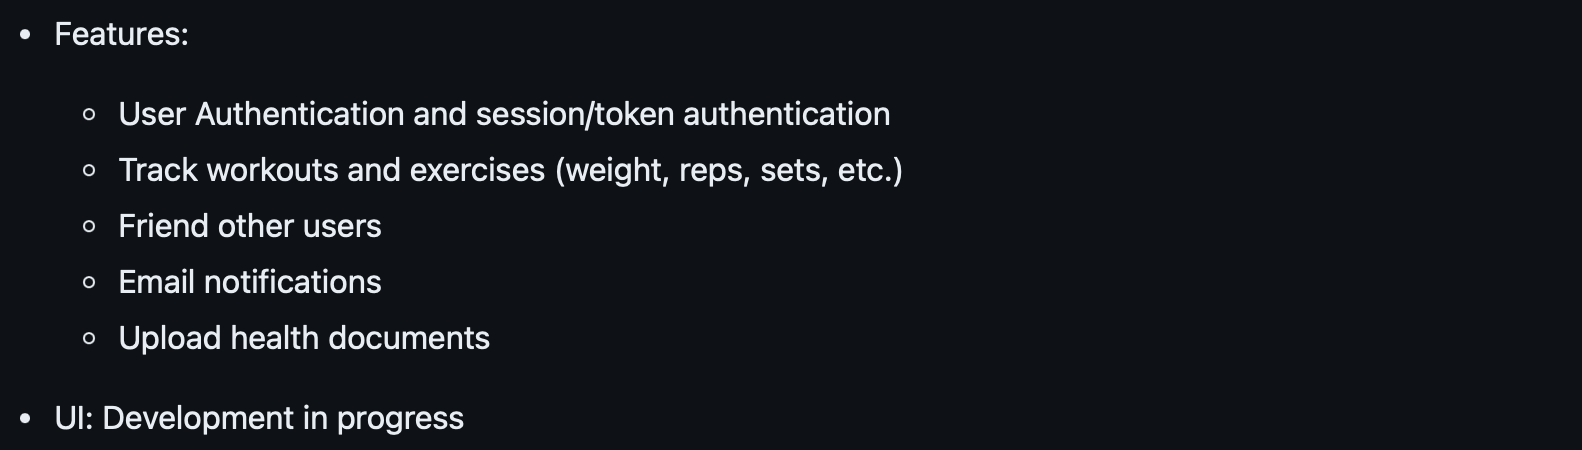 • Features:
○ User Authentication and session/token authentication
○ Track workouts and exercises (weight, reps, sets, etc.)
○ Friend other users
○ Email notifications
○ Upload health documents
• UI: Development in progress